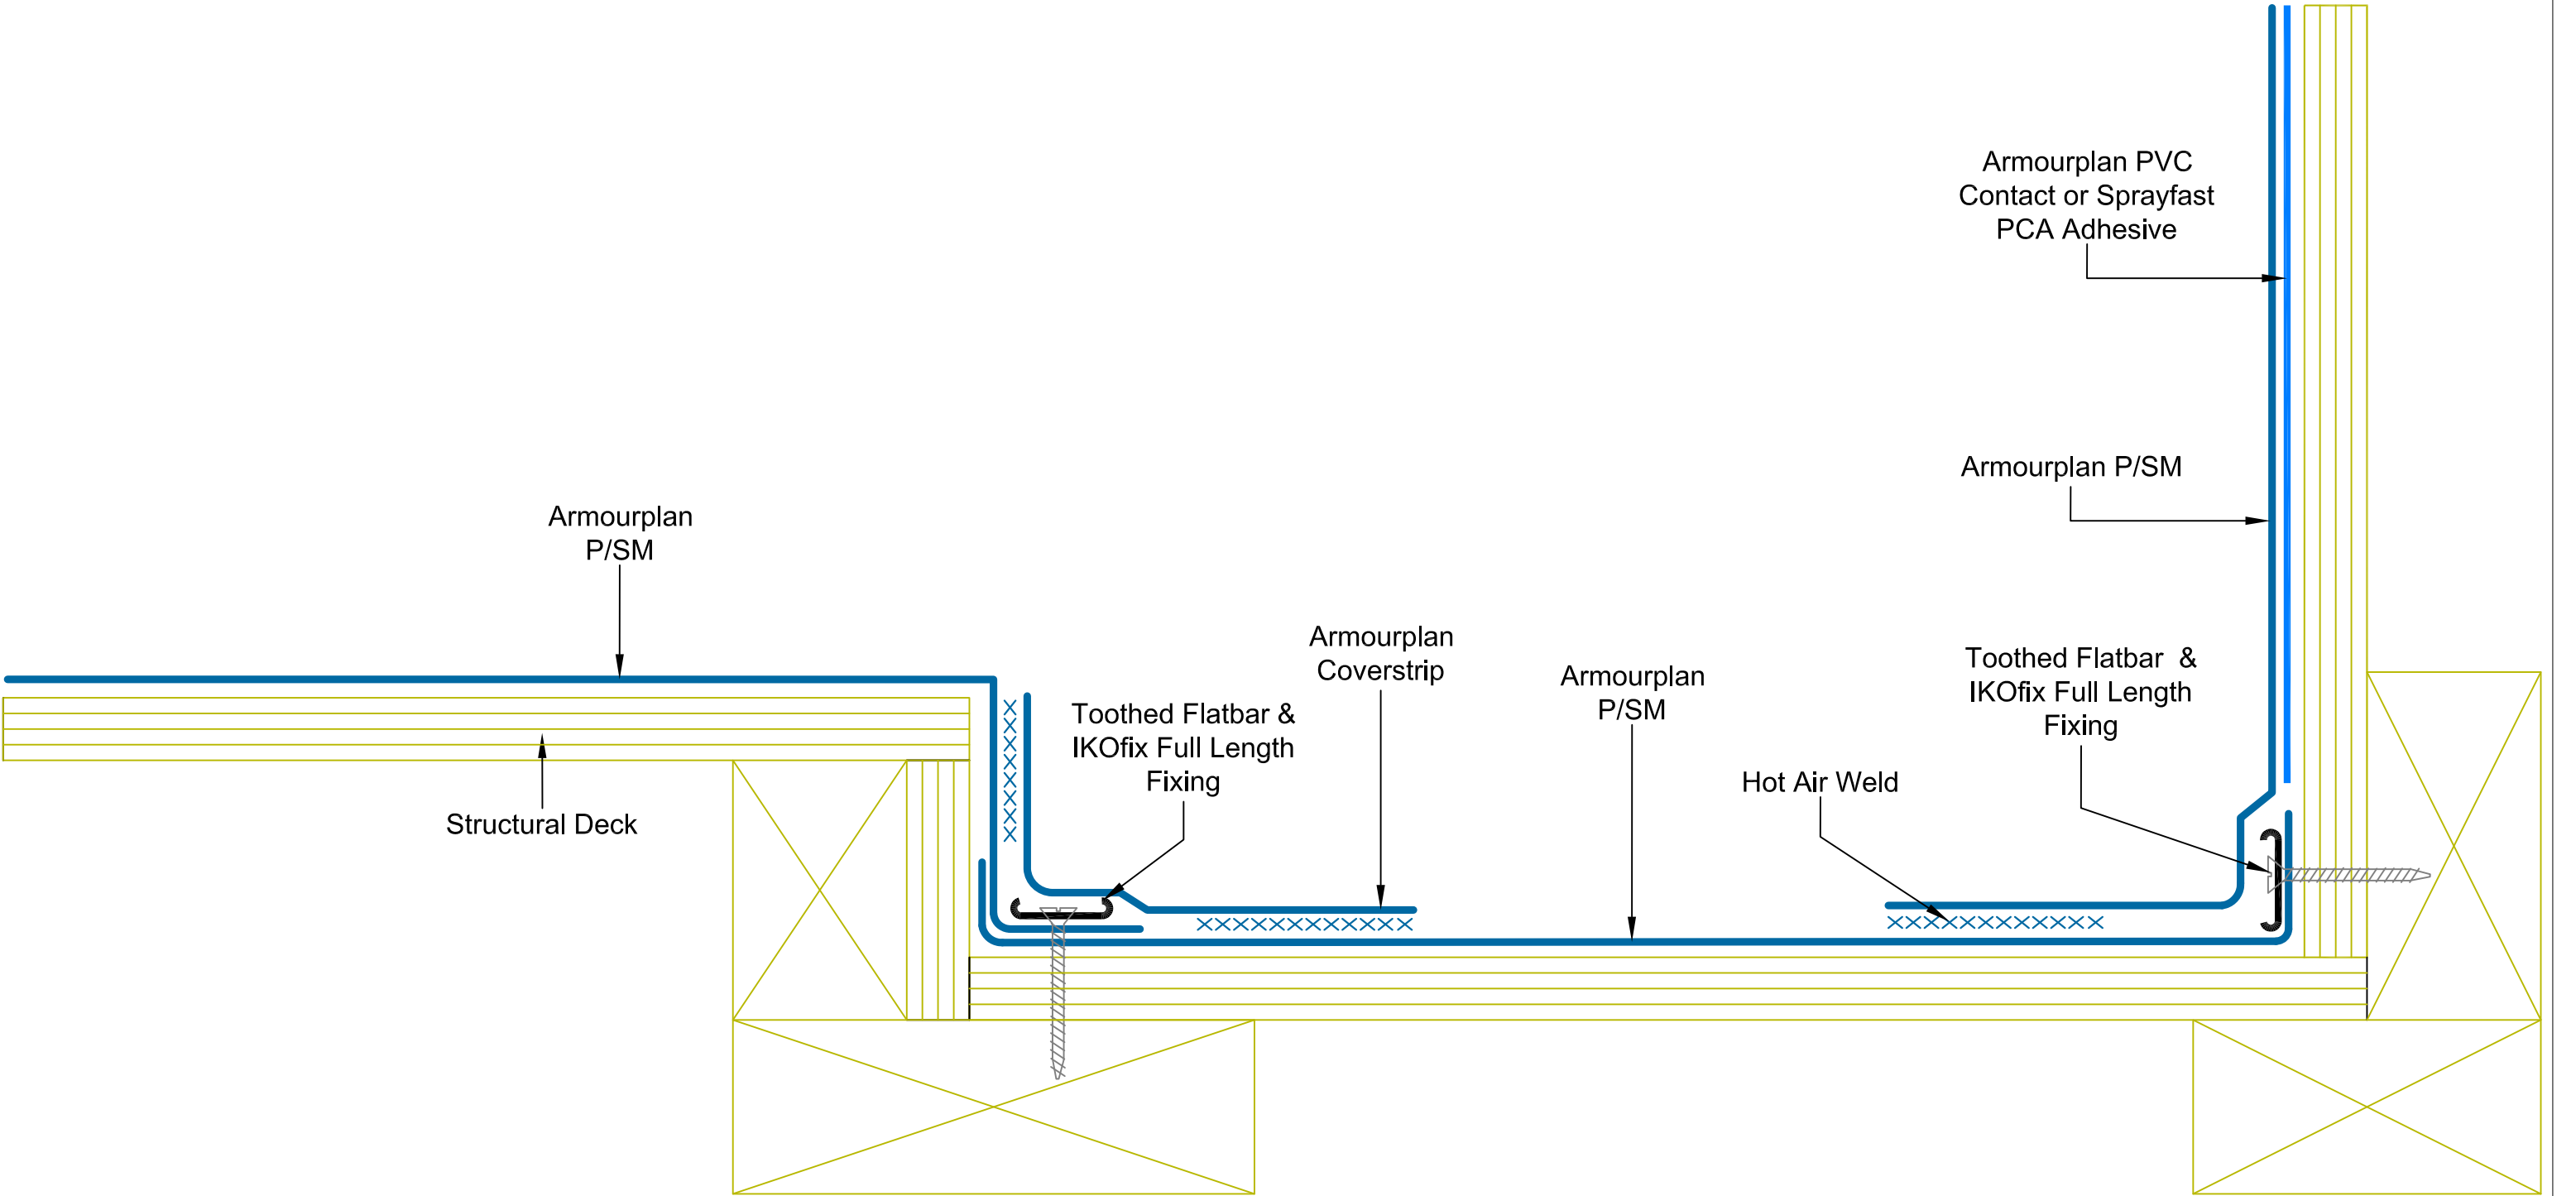 Armourplan PVC
Contact or Sprayfast
PCA Adhesive
Armourplan P/SM
Armourplan
P/SM
Armourplan
Coverstrip
Armourplan
P/SM
Toothed Flatbar &
IKOfix Full Length
Fixing
Toothed Flatbar &
IKOfix Full Length
Fixing
Hot Air Weld
Structural Deck